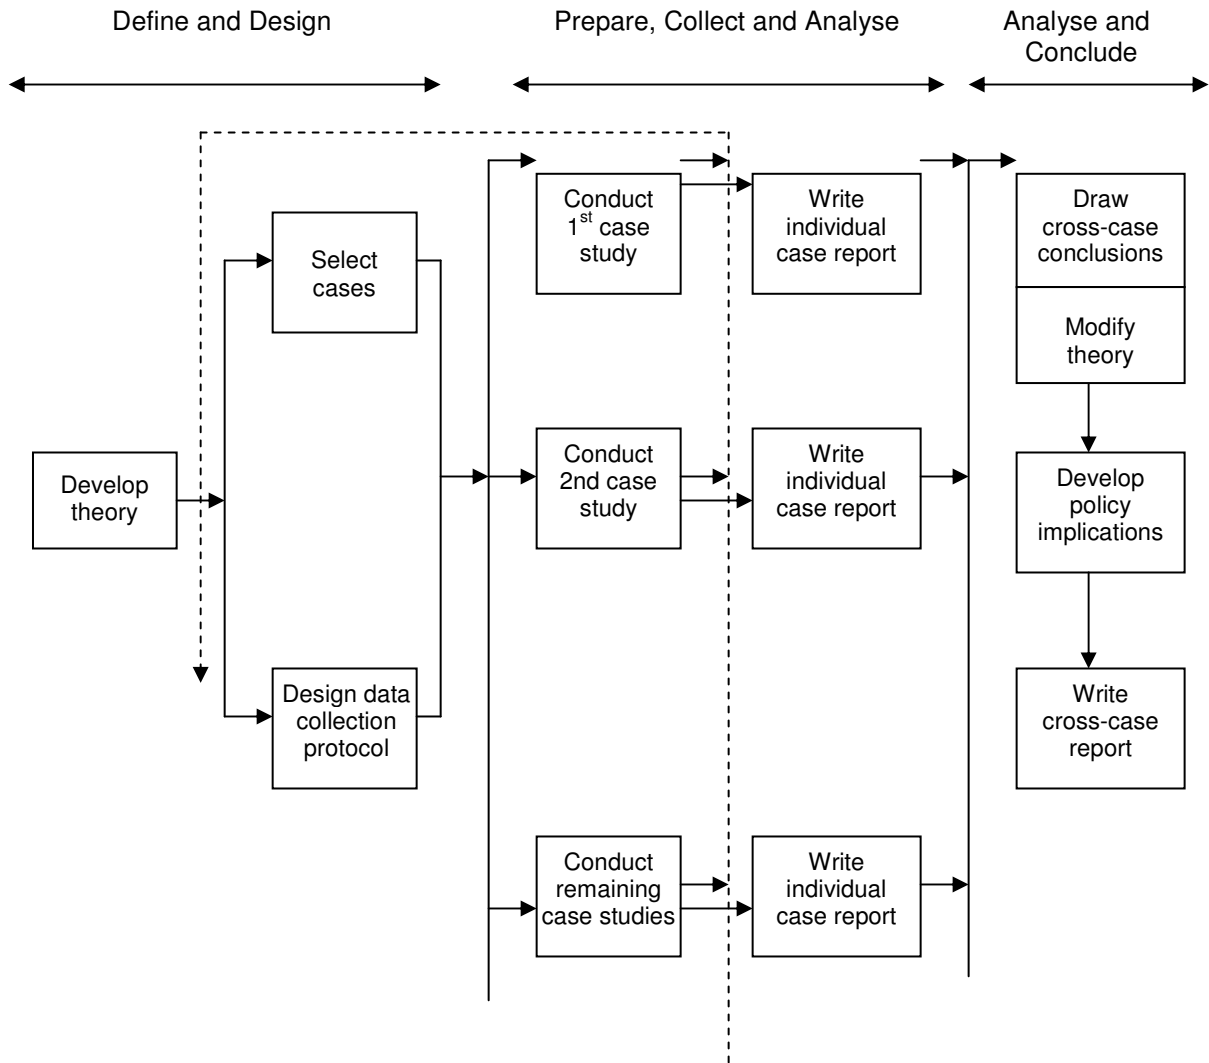 Define and Design
Prepare, Collect and Analyse
Analyse and
Conclude
Conduct
1st case
study
Write
individual
case report
Draw
cross-case
conclusions
Select
cases
Modify
theory
Develop
theory
Conduct
2nd case
study
Write
individual
case report
Develop
policy
implications
Design data
collection
protocol
Write
cross-case
report
Conduct
remaining
case studies
Write
individual
case report